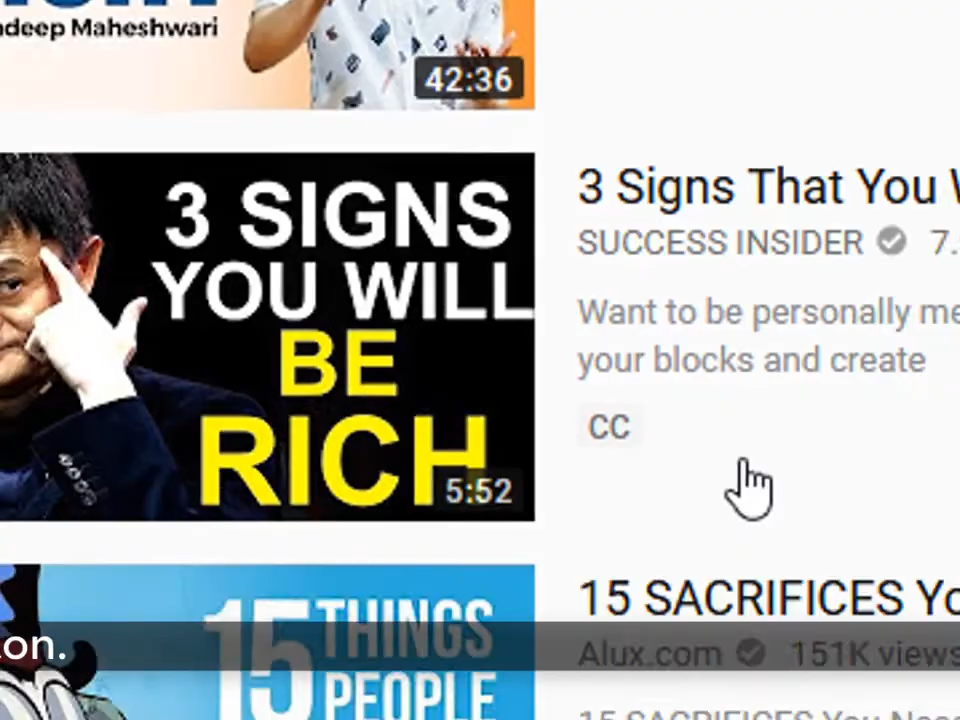 ndeep Maheshwari
42:36
3 SIGNS
YOU WILL
BE
RICH
5:52
3 Signs That You
SUCCESS INSIDER 7.
Want to be personally me
your blocks and create
CC
15 THINGS
PEOPLE
15 SACRIFICES Yo
Alux.com 151K views
on.